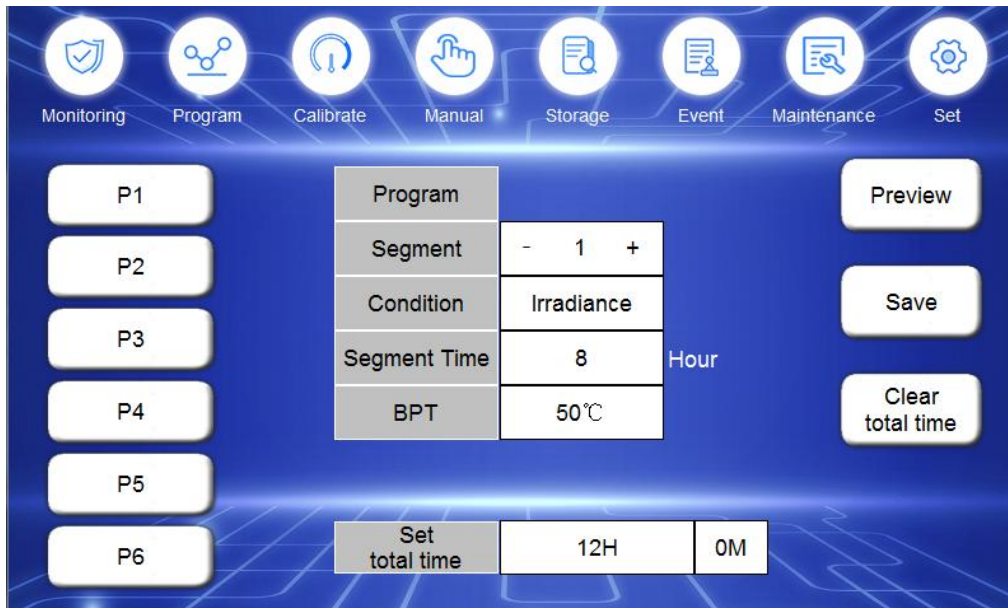 Monitoring Program Calibrate Manual Storage Event Maintenance Set
P1
P2
P3
P4
P5
P6
Program
Segment - 1 +
Condition Irradiance
Segment Time 8 Hour
BPT 50℃
Set
total time 12H 0M
Preview
Save
Clear
total time